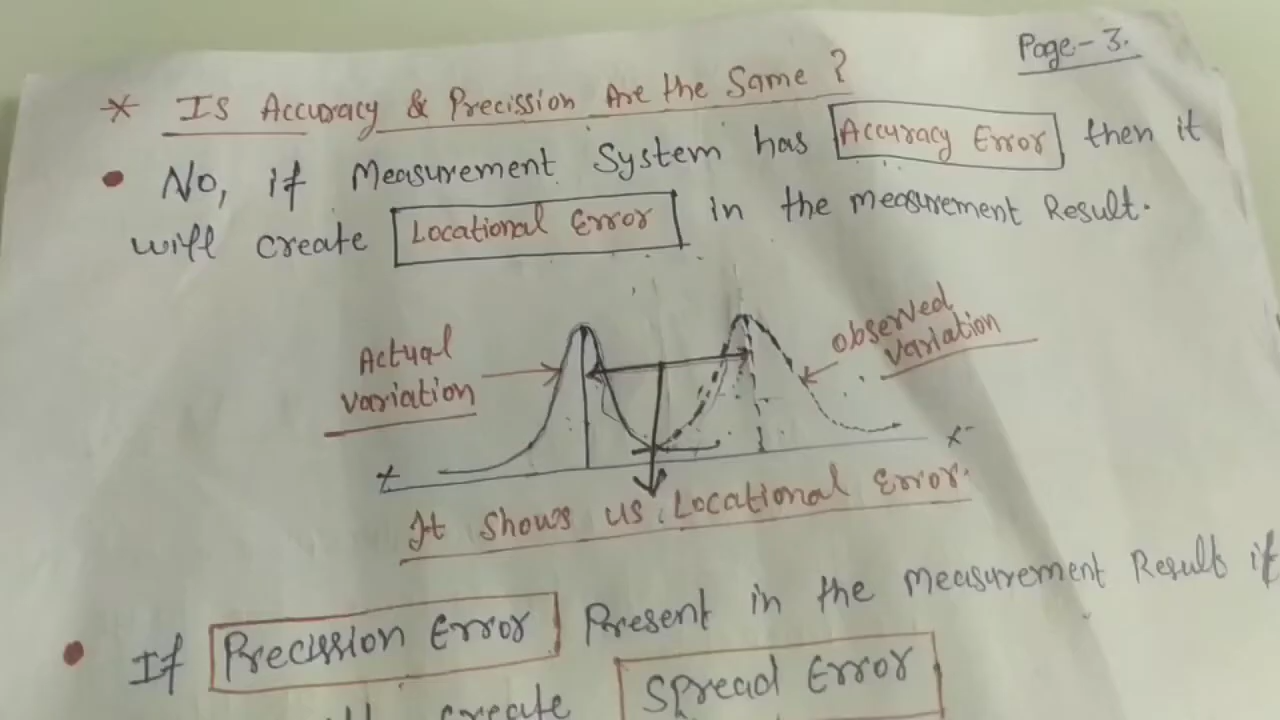 Page - 3.
* Is Accuracy & Precission Are the Same ?
• No, if Measurement System has Accuracy Error then it
will create Locational Error in the measurement Result.
Actual
variation
observed
variation
It Shows us Locational Error.
• If Precission Error Present in the measurement Result it
create Spread Error